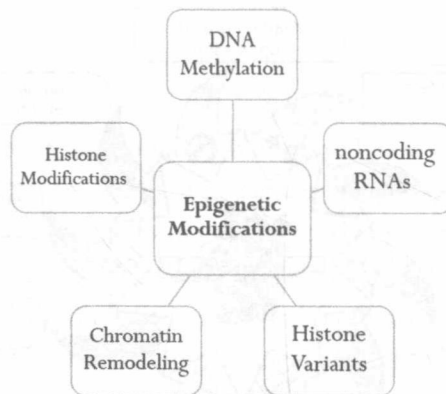 DNA
Methylation
Histone
Modifications
noncoding
RNAs
Epigenetic
Modifications
Chromatin
Remodeling
Histone
Variants